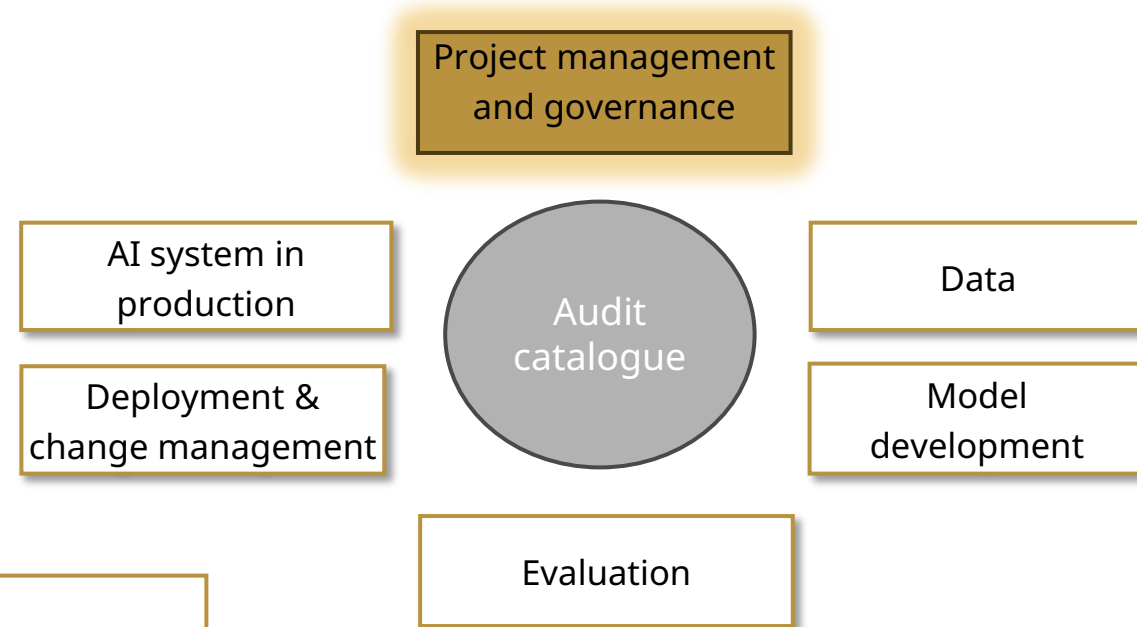 Project management
and governance
AI system in
production
Audit
catalogue
Data
Deployment &
change management
Model
development
Evaluation